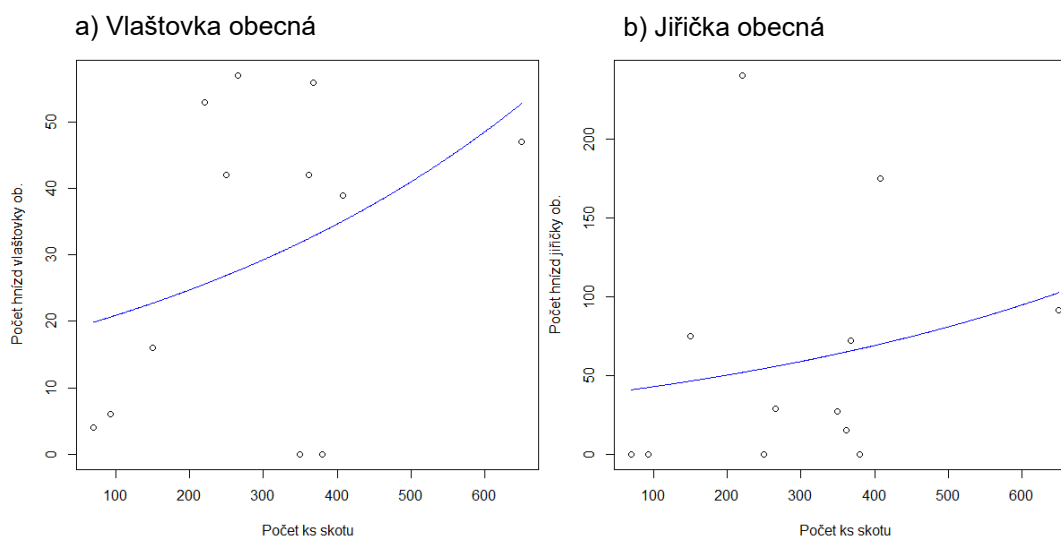 a) Vlaštovka obecná
Počet hnízd vlaštovky ob.
50
40
30
20
10
0
100 200 300 400 500 600
Počet ks skotu
b) Jiřička obecná
Počet hnízd jiřičky ob.
200
150
100
50
0
100 200 300 400 500 600
Počet ks skotu